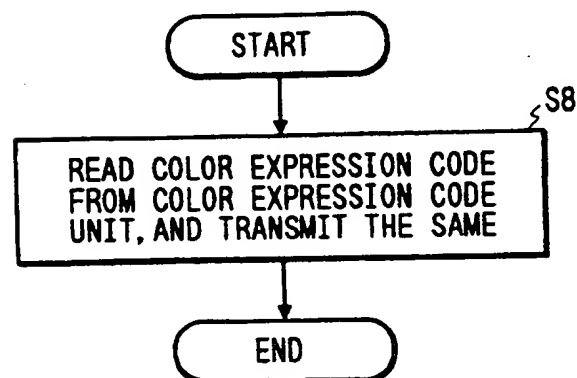 START
S8
READ COLOR EXPRESSION CODE
FROM COLOR EXPRESSION CODE
UNIT, AND TRANSMIT THE SAME
END